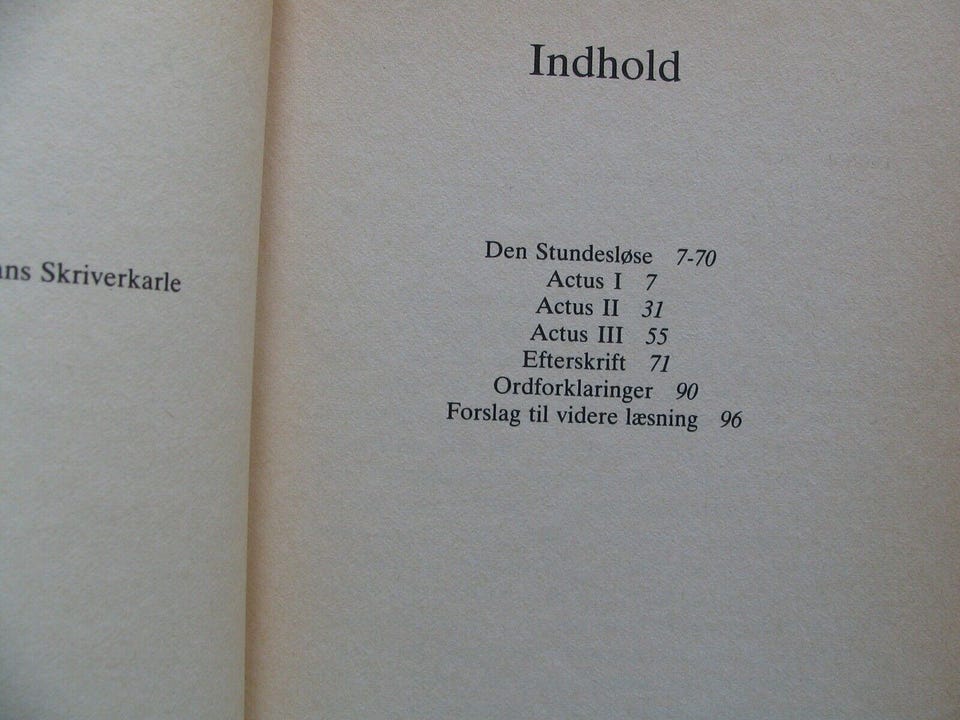 Skriverkarle
Indhold
Den Stundesløse 7-70
Actus I 7
Actus II 31
Actus III 55
Efterskrift 71
Ordforklaringer 90
Forslag til videre læsning 96